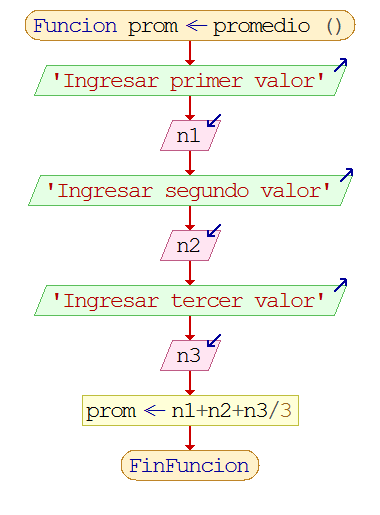 Funcion prom ← promedio ()
'Ingresar primer valor'
n1
'Ingresar segundo valor'
n2
'Ingresar tercer valor'
n3
prom ← n1+n2+n3/3
FinFuncion